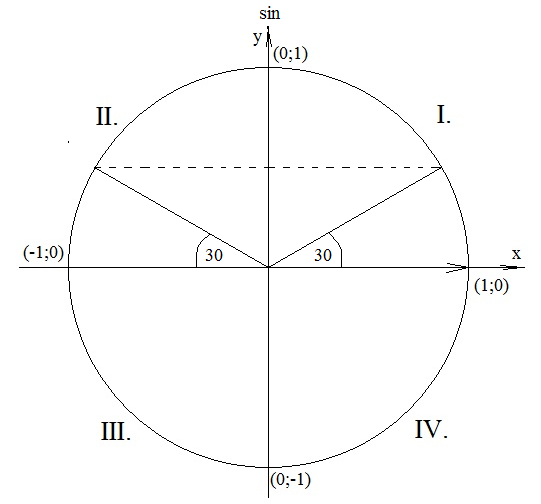 sin
y
(0;1)
II.
I.
(-1;0)
30
30
x
(1;0)
III.
IV.
(0;-1)